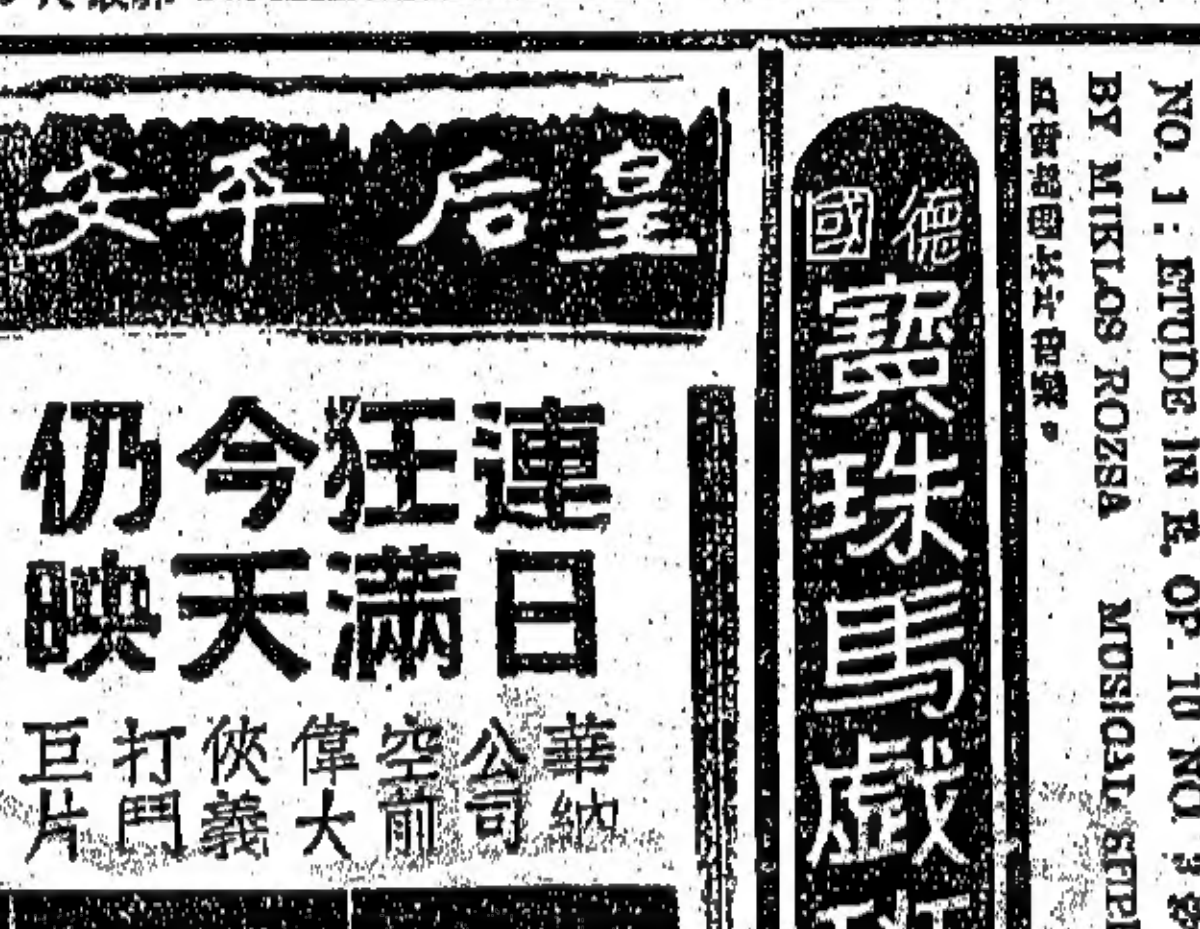 NO. 1: ETUDE IN E. OP. 10 NO. 3
BY MIKLOS ROZSA MUSICAL
德國
寶珠馬戲
皇后 平安
連日
狂滿
今天
仍映
華納
公司
空前
偉大
俠義
打鬥
巨片